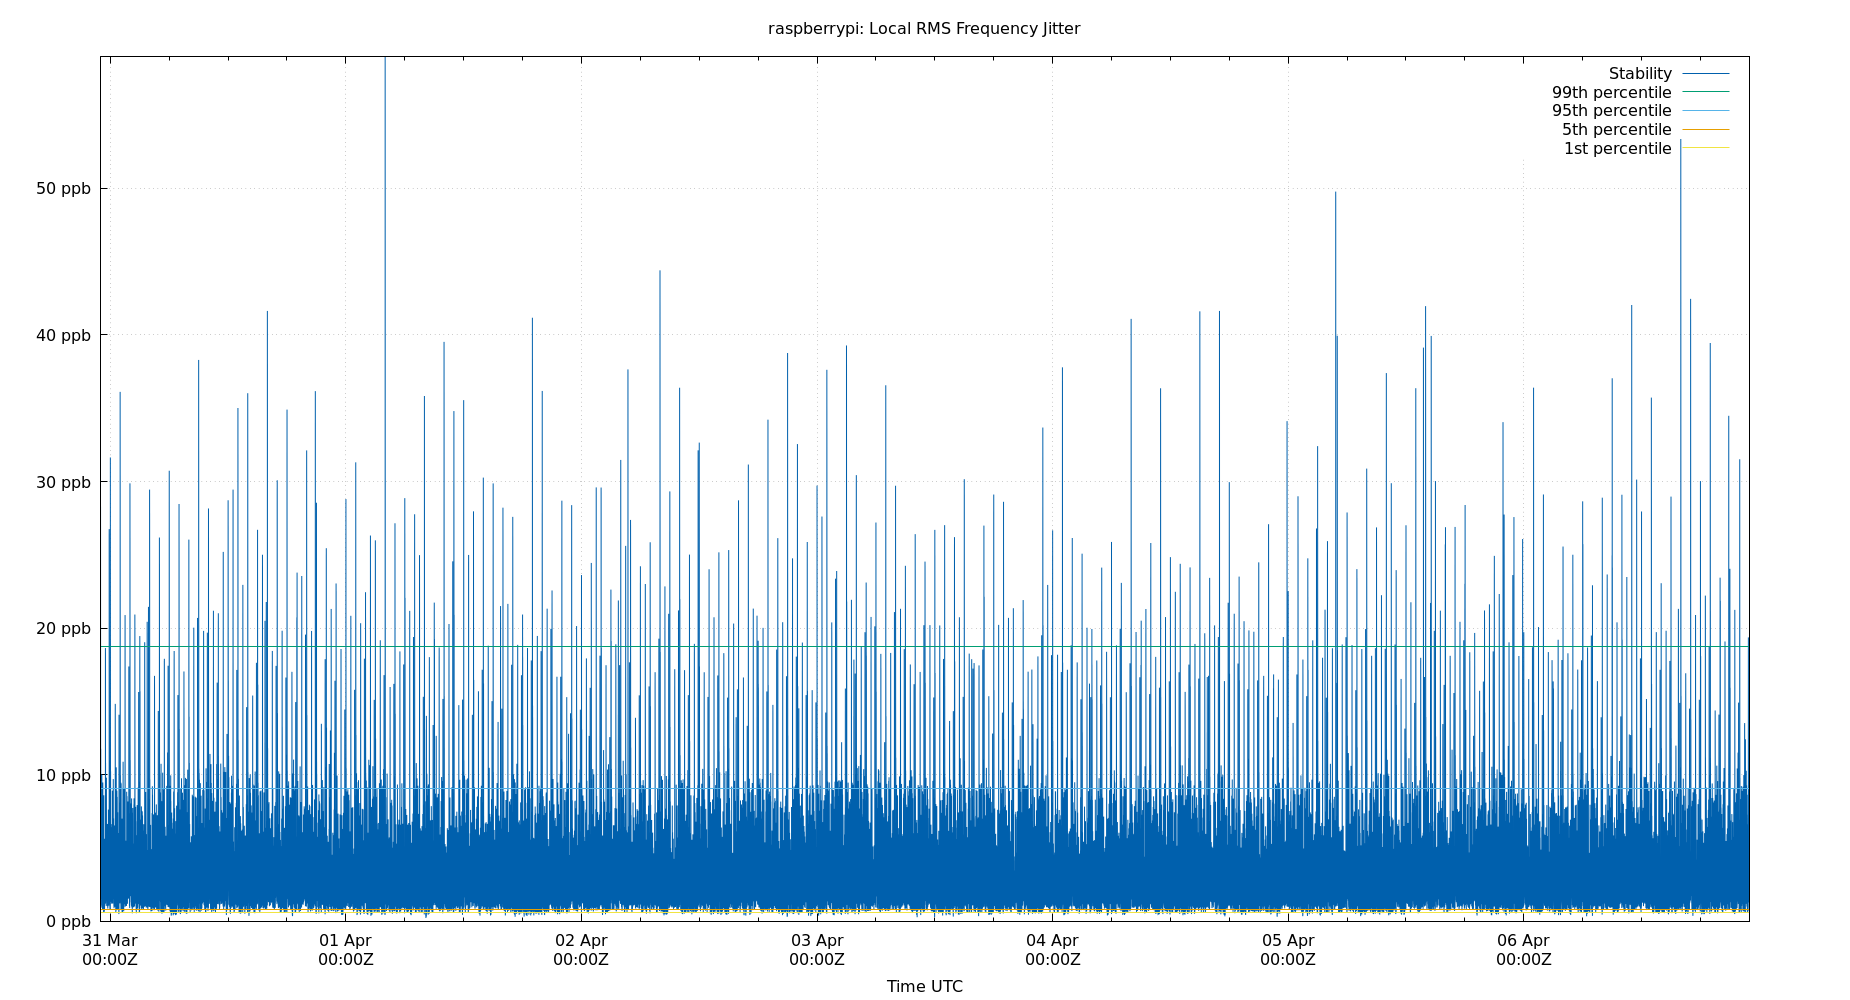 raspberrypi: Local RMS Frequency Jitter
Stability
99th percentile
95th percentile
5th percentile
1st percentile
50 ppb
40 ppb
30 ppb
20 ppb
10 ppb
0 ppb
31 Mar 01 Apr 02 Apr 03 Apr 04 Apr 05 Apr 06 Apr
00:00Z 00:00Z 00:00Z 00:00Z 00:00Z 00:00Z 00:00Z
Time UTC